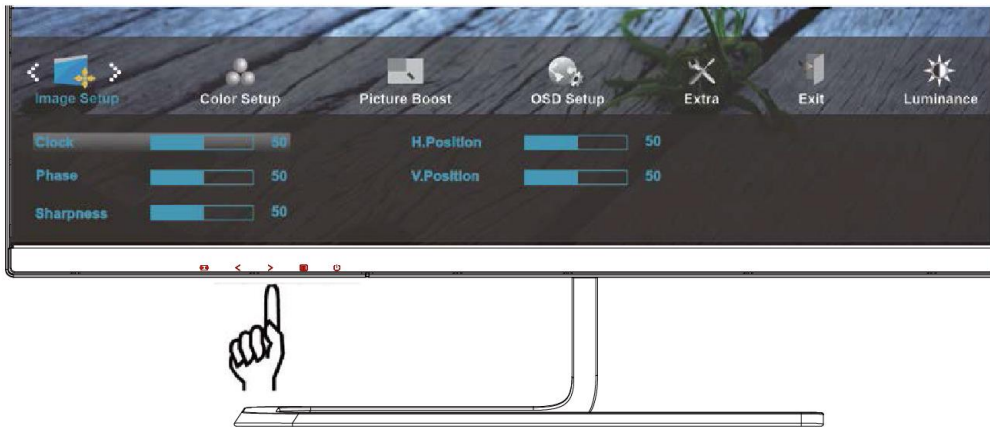 Image Setup Color Setup Picture Boost OSD Setup Extra Exit Luminance
Clock 50 H.Position 50
Phase 50 V.Position 50
Sharpness 50